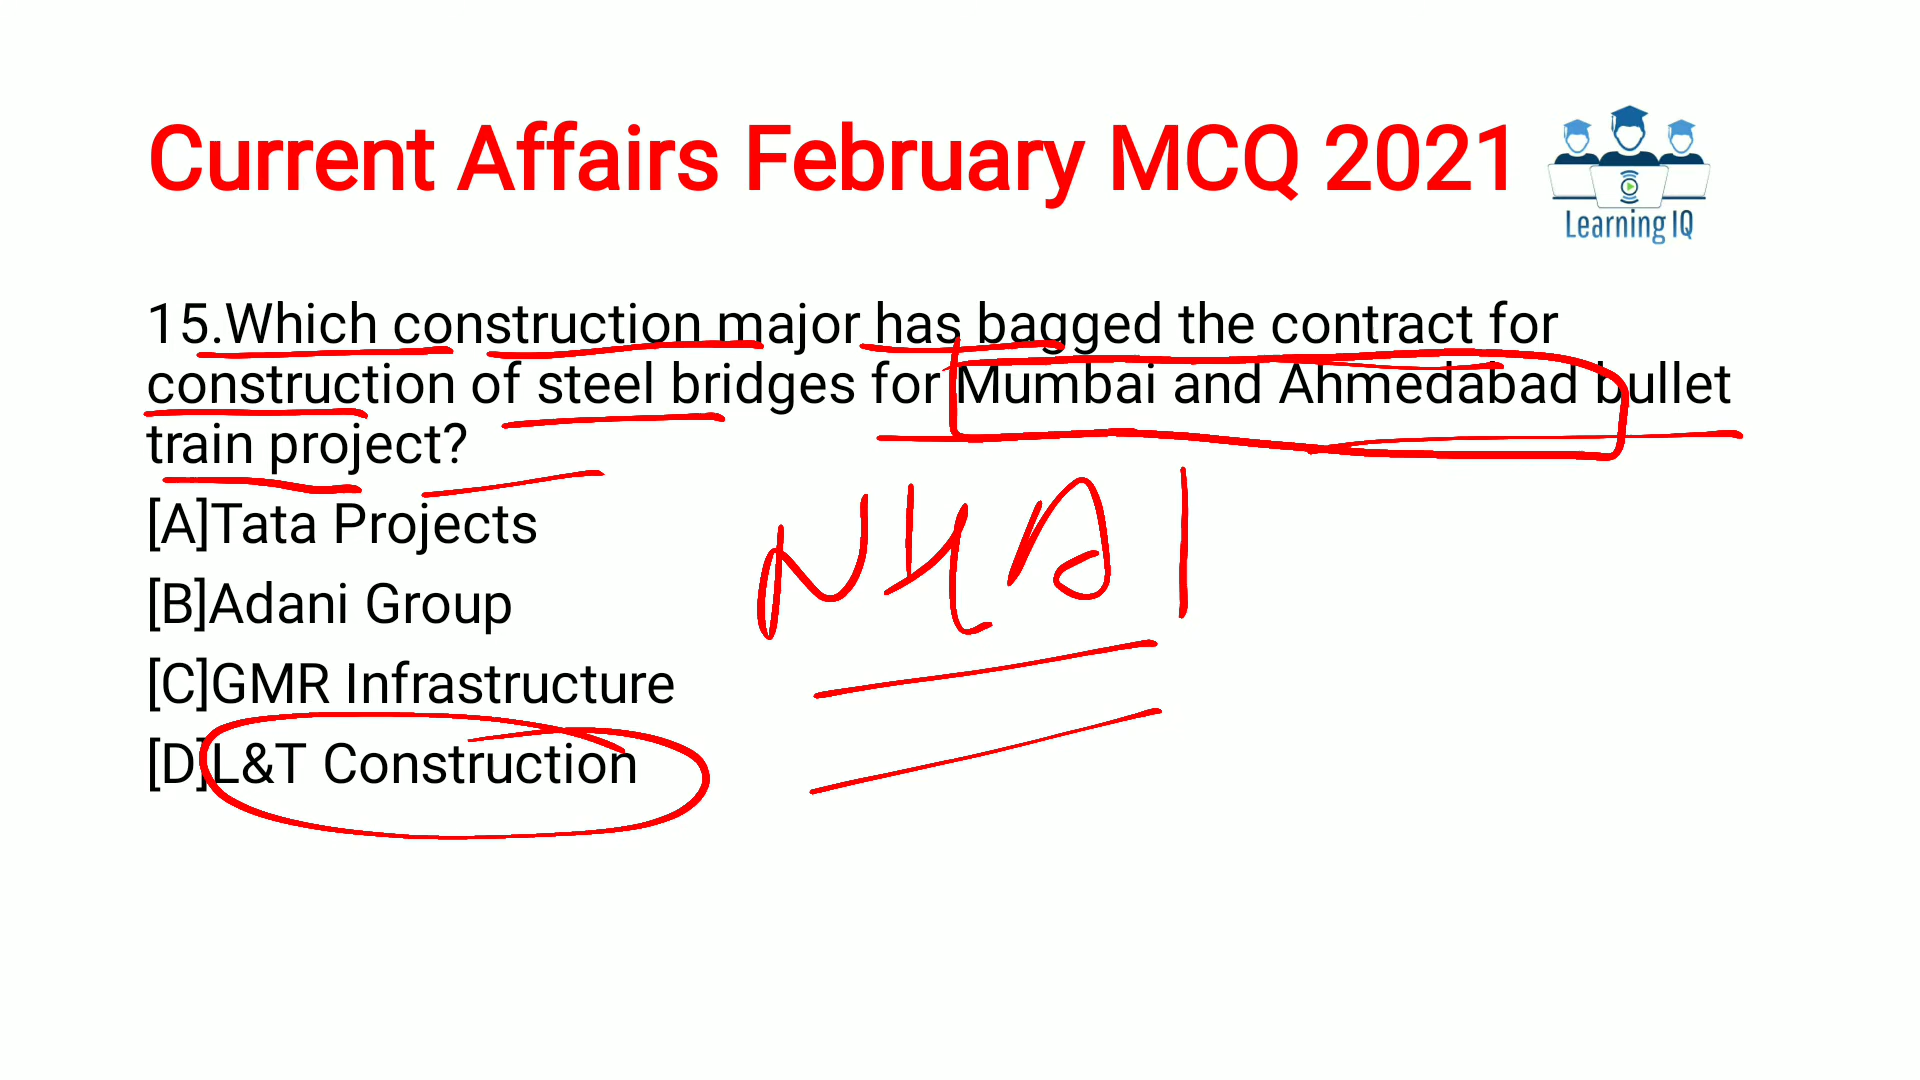 Current Affairs February MCQ 2021
Learning IQ
15.Which construction major has bagged the contract for
construction of steel bridges for Mumbai and Ahmedabad bullet
train project?
[A]Tata Projects
NHAI
[B]Adani Group
[C]GMR Infrastructure
[D]L&T Construction